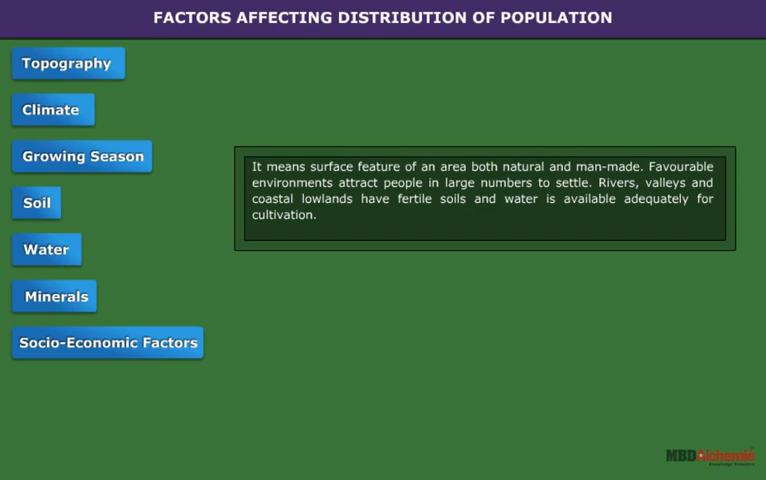 FACTORS AFFECTING DISTRIBUTION OF POPULATION
Topography
Climate
Growing Season
Soil
Water
Minerals
Socio-Economic Factors
It means surface feature of an area both natural and man-made. Favourable
environments attract people in large numbers to settle. Rivers, valleys and
coastal lowlands have fertile soils and water is available adequately for
cultivation.
MBDAlchemié